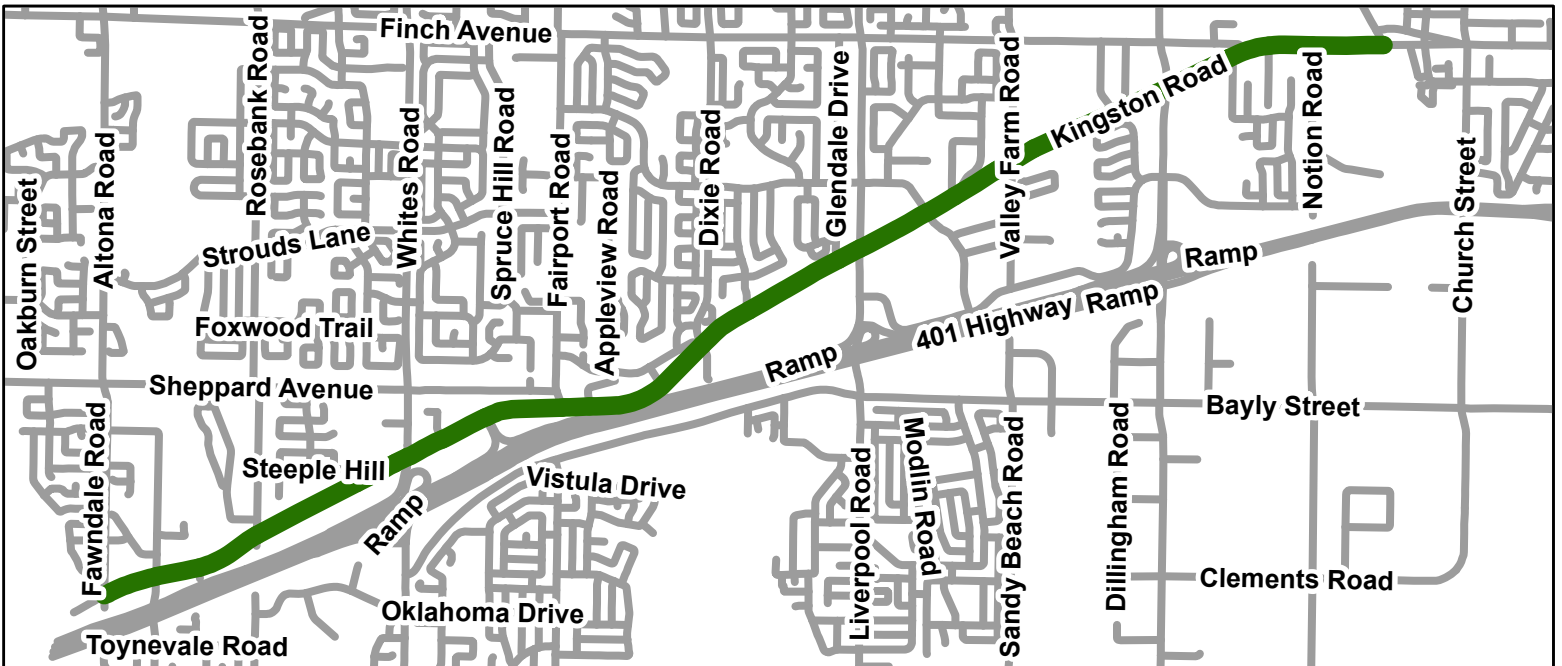 Finch Avenue
Rosebank Road
Kingston Road
Glendale Drive
Valley Farm Road
Notion Road
Altona Road
Whites Road
Spruce Hill Road
Fairport Road
Dixie Road
Church Street
Oakburn Street
Appleview Road
Strouds Lane
Ramp
401 Highway
Ramp
Foxwood Trail
Ramp
Sheppard Avenue
Bayly Street
Fawndale Road
Steeple Hill
Vistula Drive
Ramp
Liverpool Road
Modlin Road
Sandy Beach Road
Dillingham Road
Clements Road
Oklahoma Drive
Toynevale Road